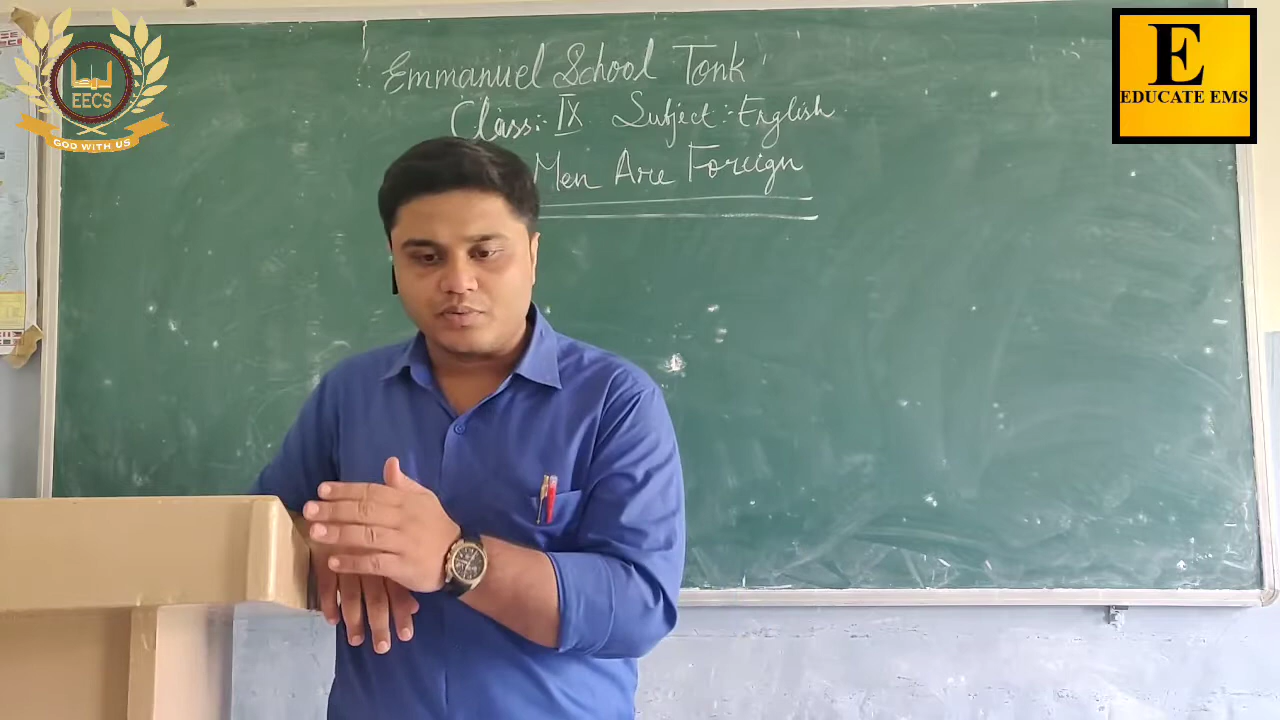 EECS
GOD WITH US
E
EDUCATE EMS
Emmanuel School Tonk
Class:- IX Subject:- English
Men Are Foreign